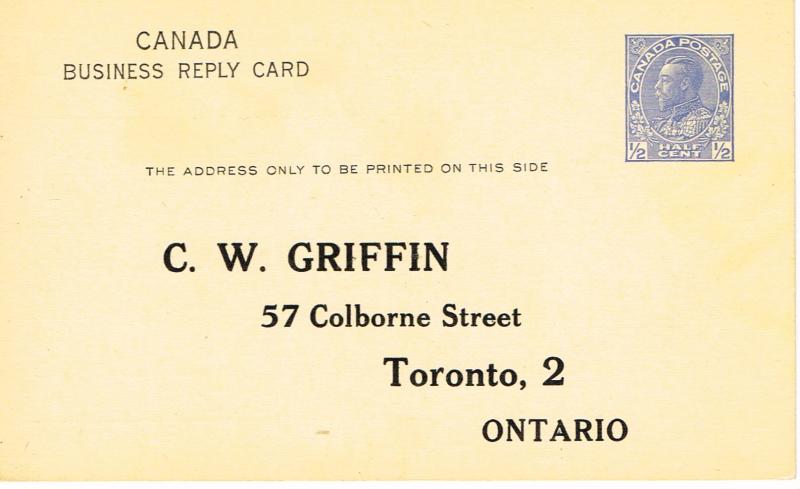 CANADA
BUSINESS REPLY CARD
CANADA POSTAGE
HALF
CENT
½ ½
THE ADDRESS ONLY TO BE PRINTED ON THIS SIDE
C. W. GRIFFIN
57 Colborne Street
Toronto, 2
ONTARIO